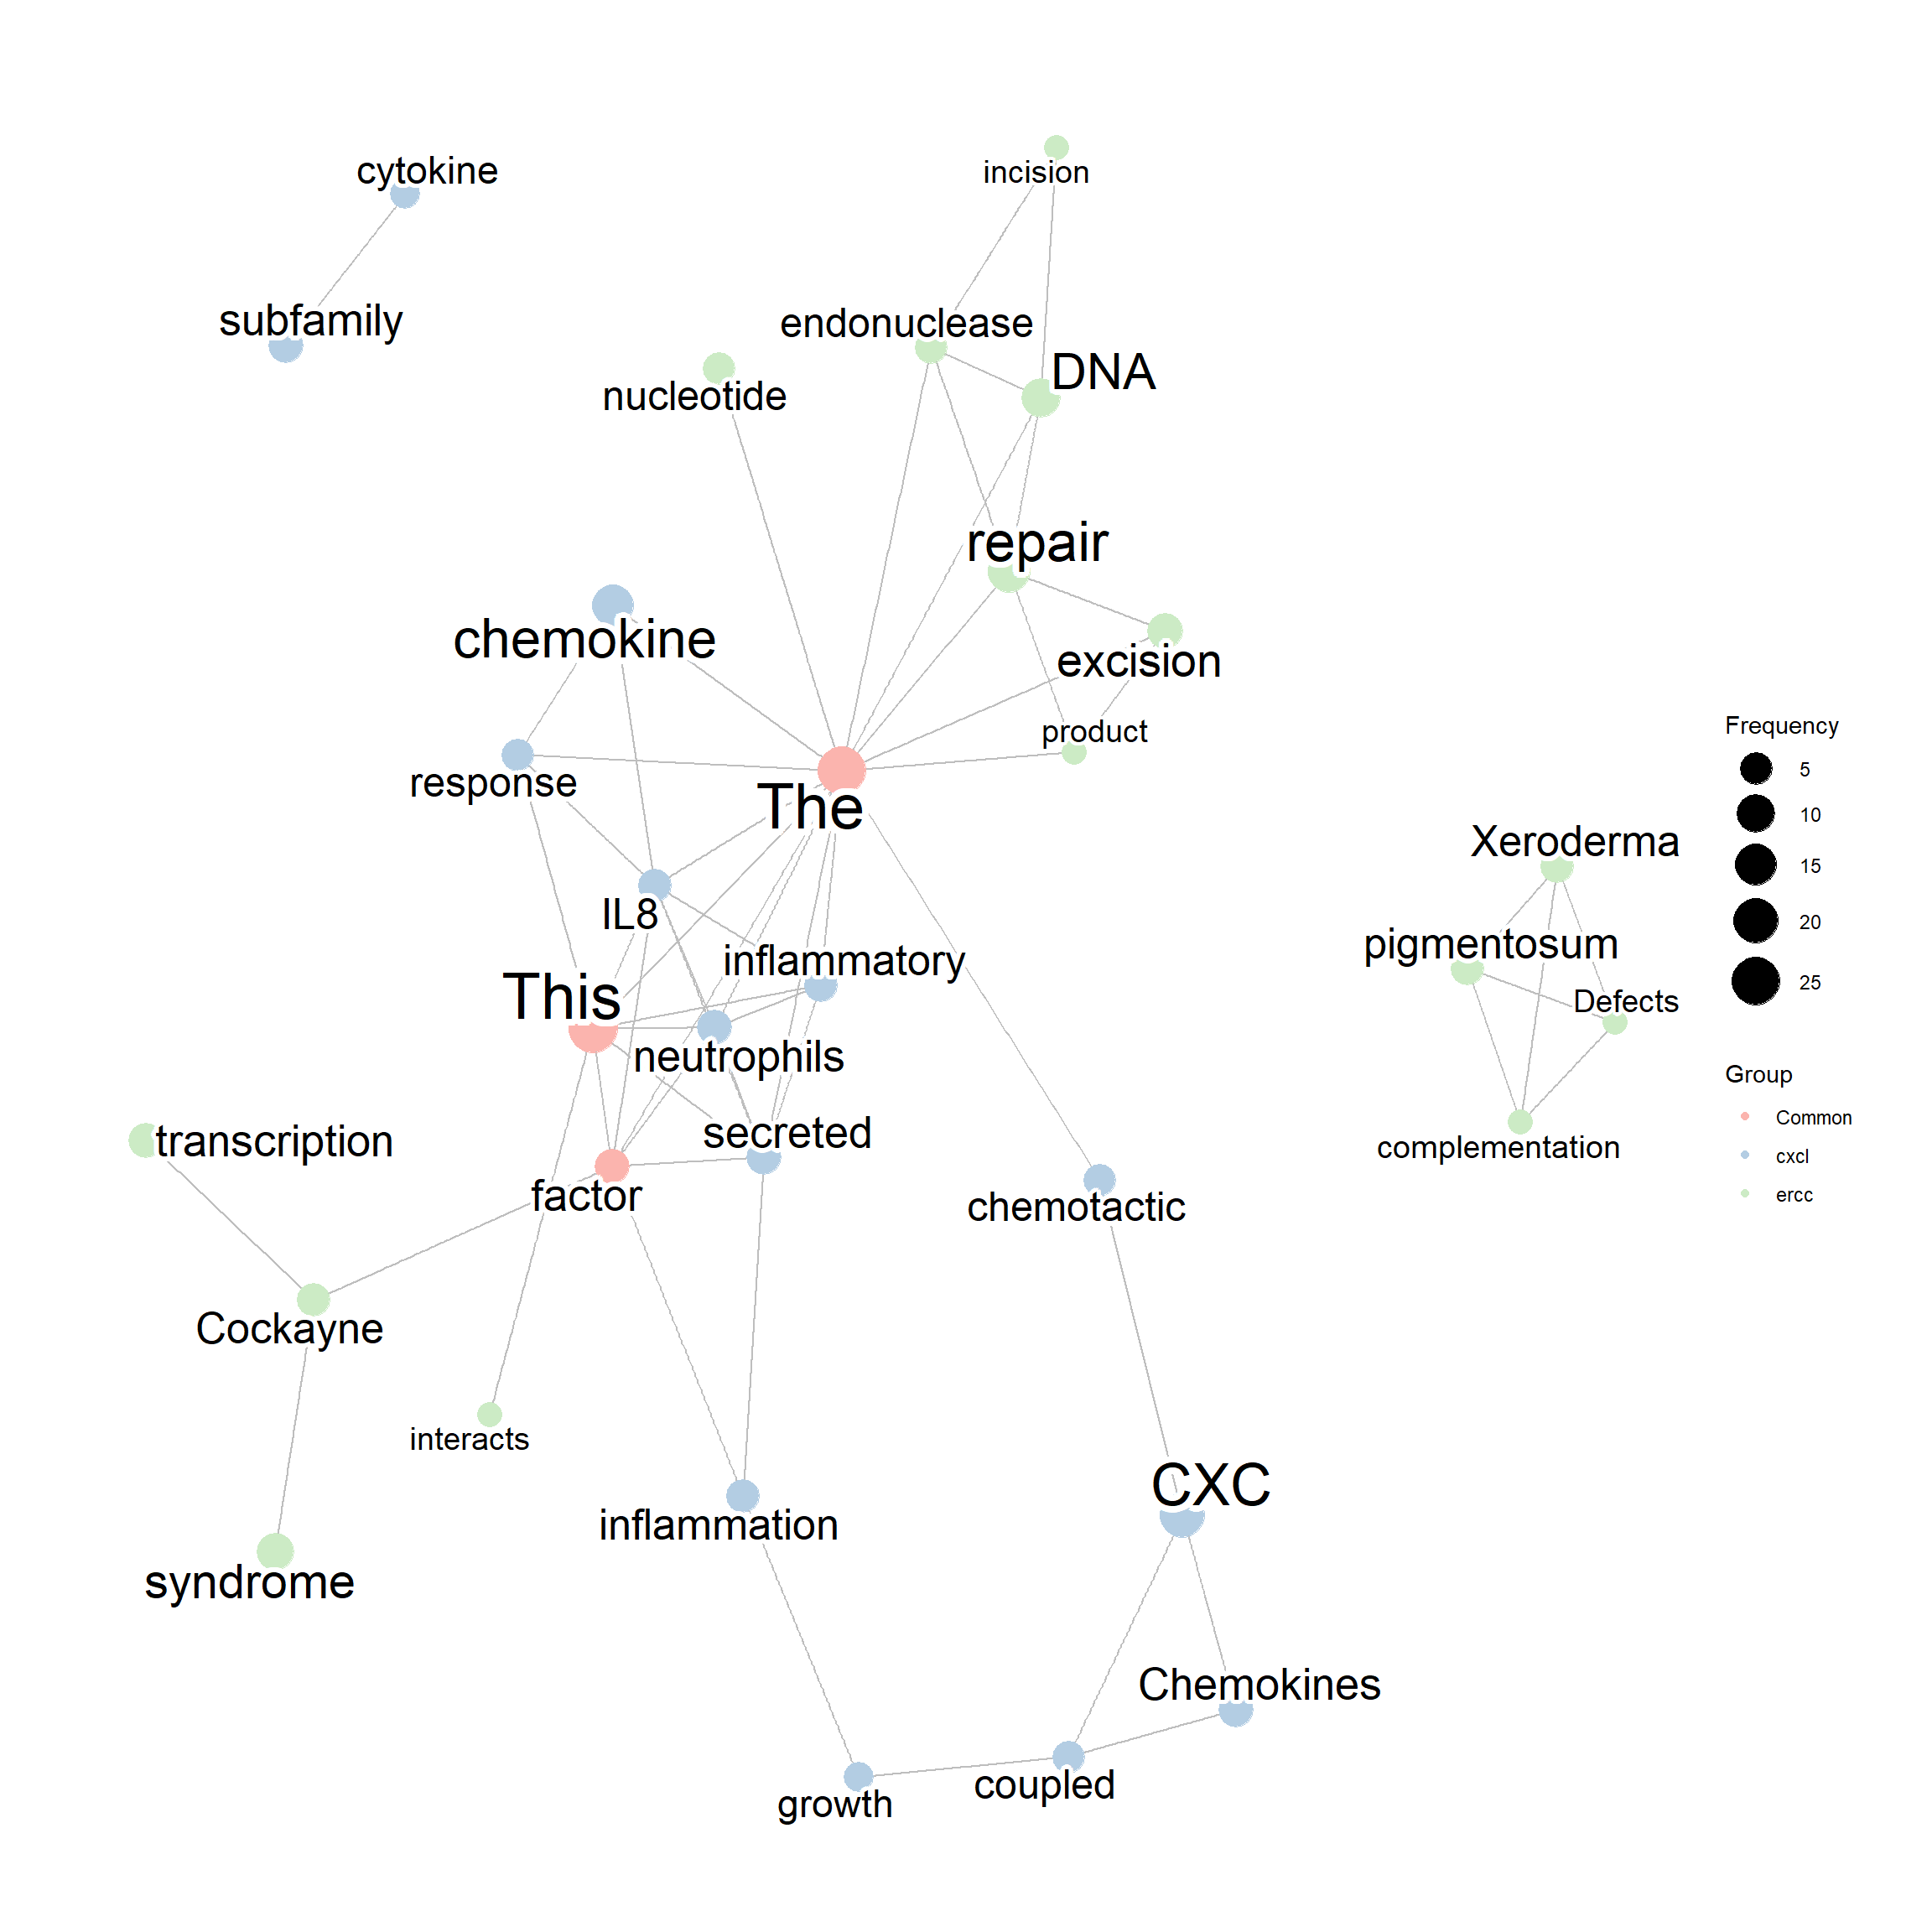 cytokine
incision
subfamily
endonuclease
DNA
nucleotide
repair
chemokine
excision
product
response
The
IL8
inflammatory
This
neutrophils
secreted
transcription
factor
chemotactic
Cockayne
interacts
CXC
inflammation
syndrome
Chemokines
coupled
growth
Xeroderma
pigmentosum
Defects
complementation
Frequency
5
10
15
20
25
Group
Common
cxcl
ercc